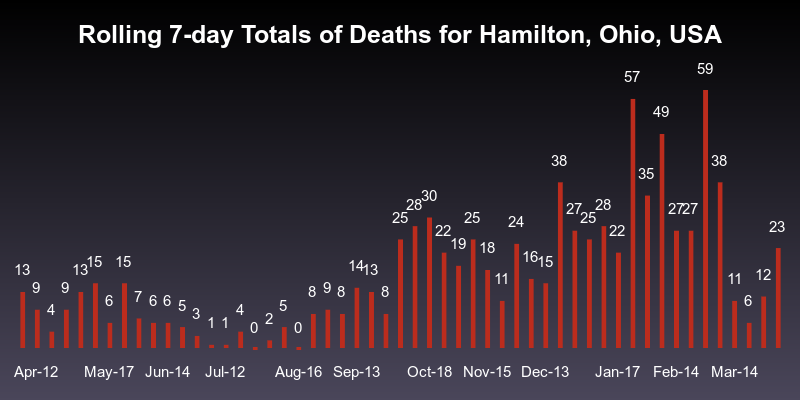 Rolling 7-day Totals of Deaths for Hamilton, Ohio, USA
13 9 4 9 13 15 6 15 7 6 6 5 3 1 1 4 0 2 5 0 8 9 8 14 13 8 25 28 30 22 19 25 18 11 24 16 15 38 27 25 28 22 57 35 49 27 27 59 38 11 6 12 23
Apr-12 May-17 Jun-14 Jul-12 Aug-16 Sep-13 Oct-18 Nov-15 Dec-13 Jan-17 Feb-14 Mar-14